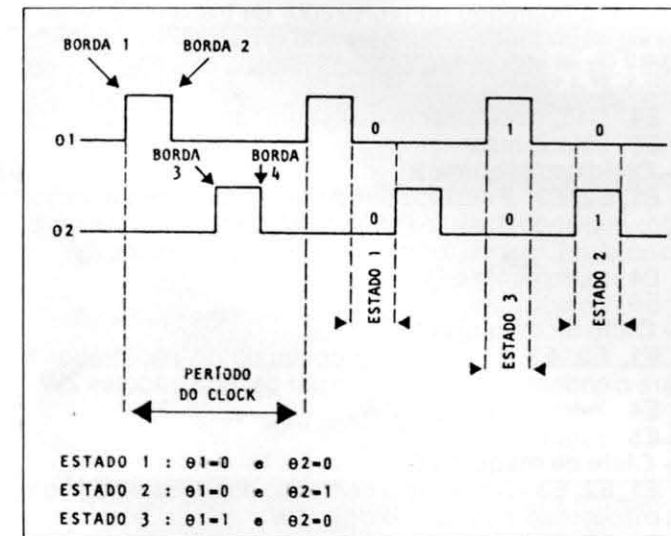 BORDA 1
BORDA 2
θ1
0
1
0
BORDA
3
BORDA
4
θ2
0
0
1
ESTADO 1
ESTADO 3
ESTADO 2
PERÍODO
DO CLOCK
ESTADO 1 : θ1=0 e θ2=0
ESTADO 2 : θ1=0 e θ2=1
ESTADO 3 : θ1=1 e θ2=0